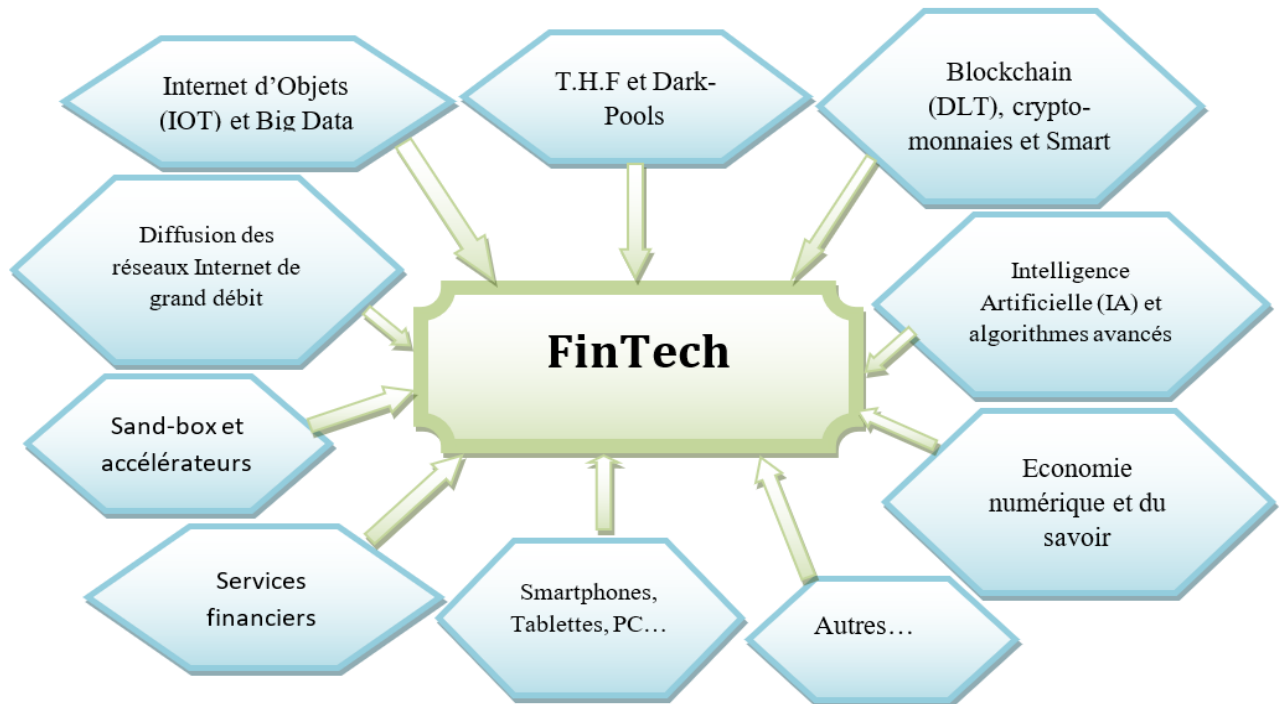 Internet d'Objets
(IOT) et Big Data
T.H.F et Dark-
Pools
Blockchain
(DLT), crypto-
monnaies et Smart
Diffusion des
réseaux Internet de
grand débit
Intelligence
Artificielle (IA) et
algorithmes avancés
FinTech
Sand-box et
accélérateurs
Economie
numérique et du
savoir
Services
financiers
Smartphones,
Tablettes, PC…
Autres…